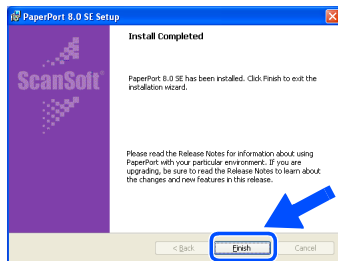 PaperPort 8.0 SE Setup
Install Completed
ScanSoft®
PaperPort 8.0 SE has been installed. Click Finish to exit the
installation wizard.
Please read the Release Notes for information about using
PaperPort with your particular environment. If you are
upgrading, be sure to read the Release Notes to learn about
the changes and new features in this release.
< Back
Finish
Cancel